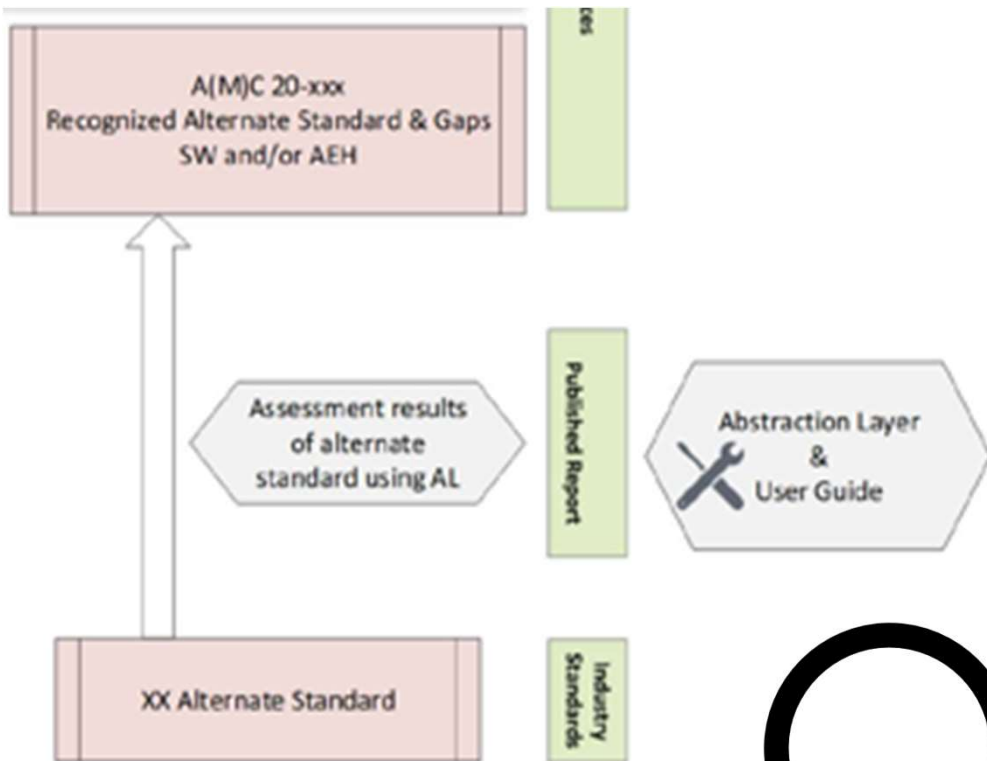 A(M)C 20-xxx
Recognized Alternate Standard & Gaps
SW and/or AEH
Assessment results
of alternate
standard using AL
Published Report
Abstraction Layer
&
User Guide
XX Alternate Standard
Industry
Standards